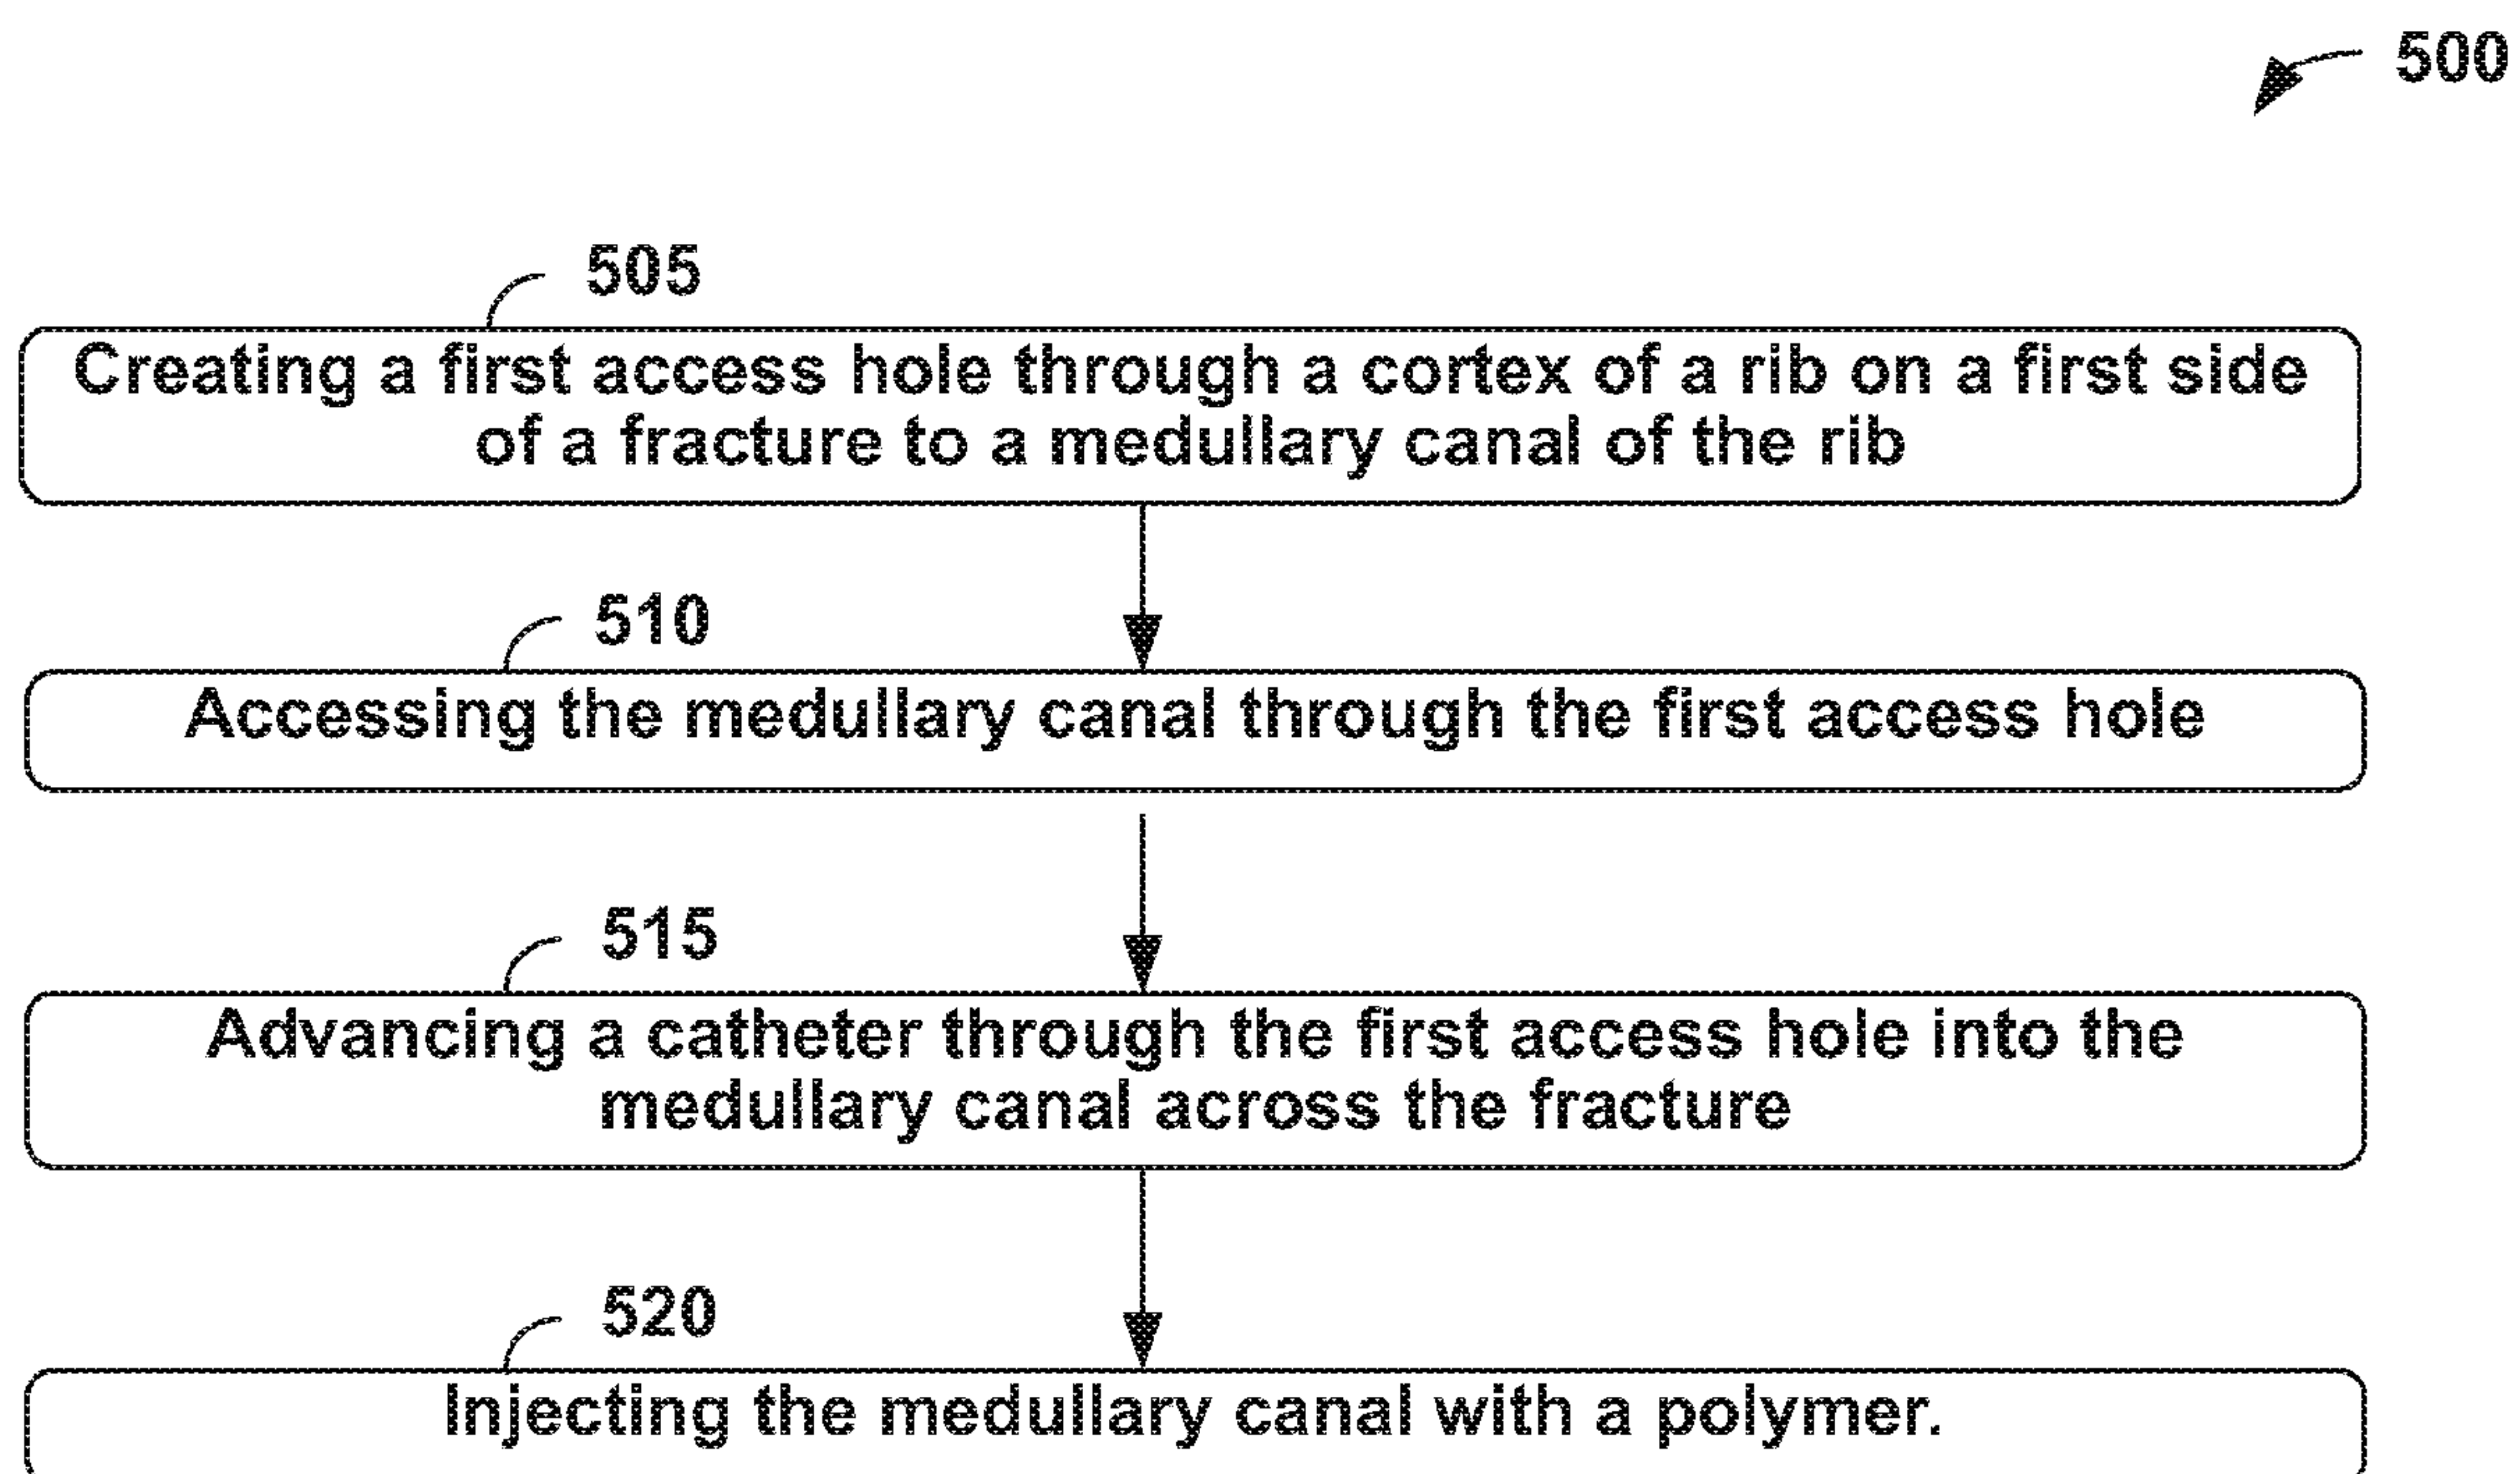 500
505
Creating a first access hole through a cortex of a rib on a first side
of a fracture to a medullary canal of the rib
510
Accessing the medullary canal through the first access hole
515
Advancing a catheter through the first access hole into the
medullary canal across the fracture
520
Injecting the medullary canal with a polymer.